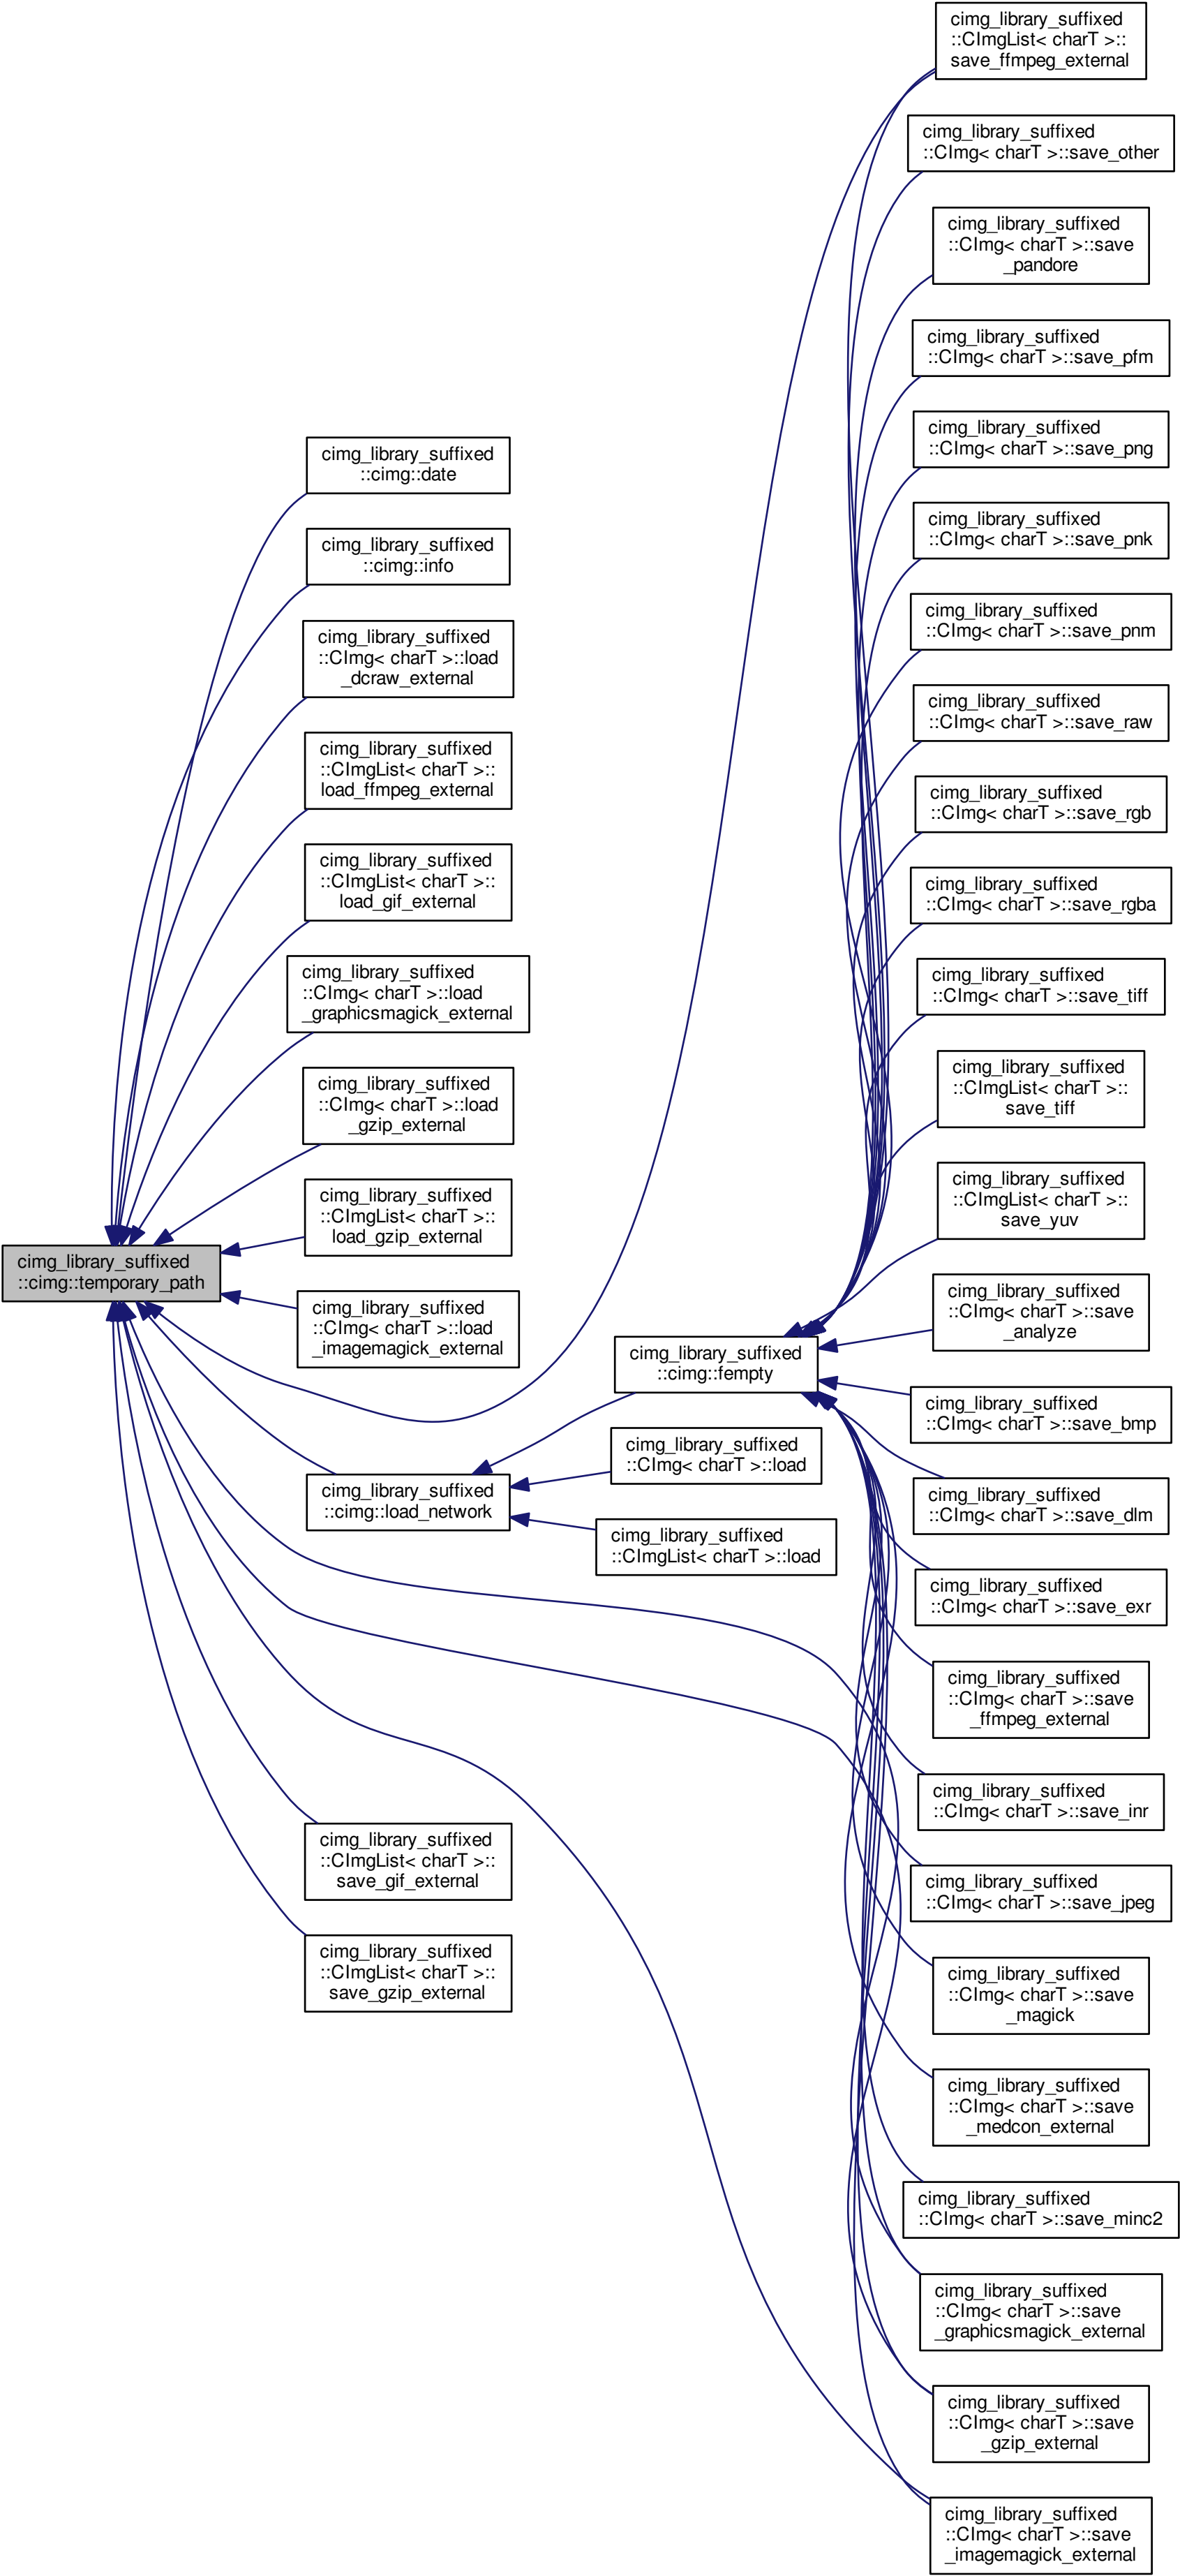 cimg_library_suffixed
::cimg::temporary_path
cimg_library_suffixed
::cimg::date
cimg_library_suffixed
::cimg::info
cimg_library_suffixed
::CImg< charT >::load
_dcraw_external
cimg_library_suffixed
::CImgList< charT >::
load_ffmpeg_external
cimg_library_suffixed
::CImgList< charT >::
load_gif_external
cimg_library_suffixed
::CImg< charT >::load
_graphicsmagick_external
cimg_library_suffixed
::CImg< charT >::load
_gzip_external
cimg_library_suffixed
::CImgList< charT >::
load_gzip_external
cimg_library_suffixed
::CImg< charT >::load
_imagemagick_external
cimg_library_suffixed
::cimg::load_network
cimg_library_suffixed
::CImgList< charT >::
save_gif_external
cimg_library_suffixed
::CImgList< charT >::
save_gzip_external
cimg_library_suffixed
::cimg::fempty
cimg_library_suffixed
::CImg< charT >::load
cimg_library_suffixed
::CImgList< charT >::load
cimg_library_suffixed
::CImgList< charT >::
save_ffmpeg_external
cimg_library_suffixed
::CImg< charT >::save_other
cimg_library_suffixed
::CImg< charT >::save
_pandore
cimg_library_suffixed
::CImg< charT >::save_pfm
cimg_library_suffixed
::CImg< charT >::save_png
cimg_library_suffixed
::CImg< charT >::save_pnk
cimg_library_suffixed
::CImg< charT >::save_pnm
cimg_library_suffixed
::CImg< charT >::save_raw
cimg_library_suffixed
::CImg< charT >::save_rgb
cimg_library_suffixed
::CImg< charT >::save_rgba
cimg_library_suffixed
::CImg< charT >::save_tiff
cimg_library_suffixed
::CImgList< charT >::
save_tiff
cimg_library_suffixed
::CImgList< charT >::
save_yuv
cimg_library_suffixed
::CImg< charT >::save
_analyze
cimg_library_suffixed
::CImg< charT >::save_bmp
cimg_library_suffixed
::CImg< charT >::save_dlm
cimg_library_suffixed
::CImg< charT >::save_exr
cimg_library_suffixed
::CImg< charT >::save
_ffmpeg_external
cimg_library_suffixed
::CImg< charT >::save_inr
cimg_library_suffixed
::CImg< charT >::save_jpeg
cimg_library_suffixed
::CImg< charT >::save
_magick
cimg_library_suffixed
::CImg< charT >::save
_medcon_external
cimg_library_suffixed
::CImg< charT >::save_minc2
cimg_library_suffixed
::CImg< charT >::save
_graphicsmagick_external
cimg_library_suffixed
::CImg< charT >::save
_gzip_external
cimg_library_suffixed
::CImg< charT >::save
_imagemagick_external